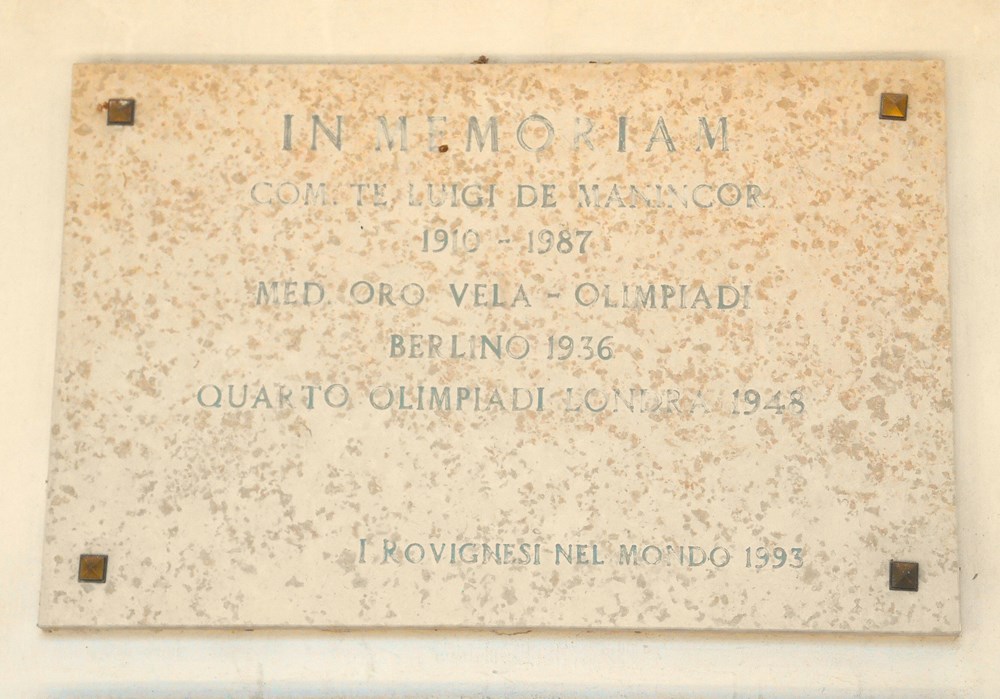 IN MEMORIAM
COM. TE, LUIGI DE MANINCOR
1910 - 1987
MED. ORO VELA - OLIMPIADI
BERLINO 1936
QUARTO OLIMPIADI LONDRA 1948
I ROVIGNESI NEL MONDO 1993